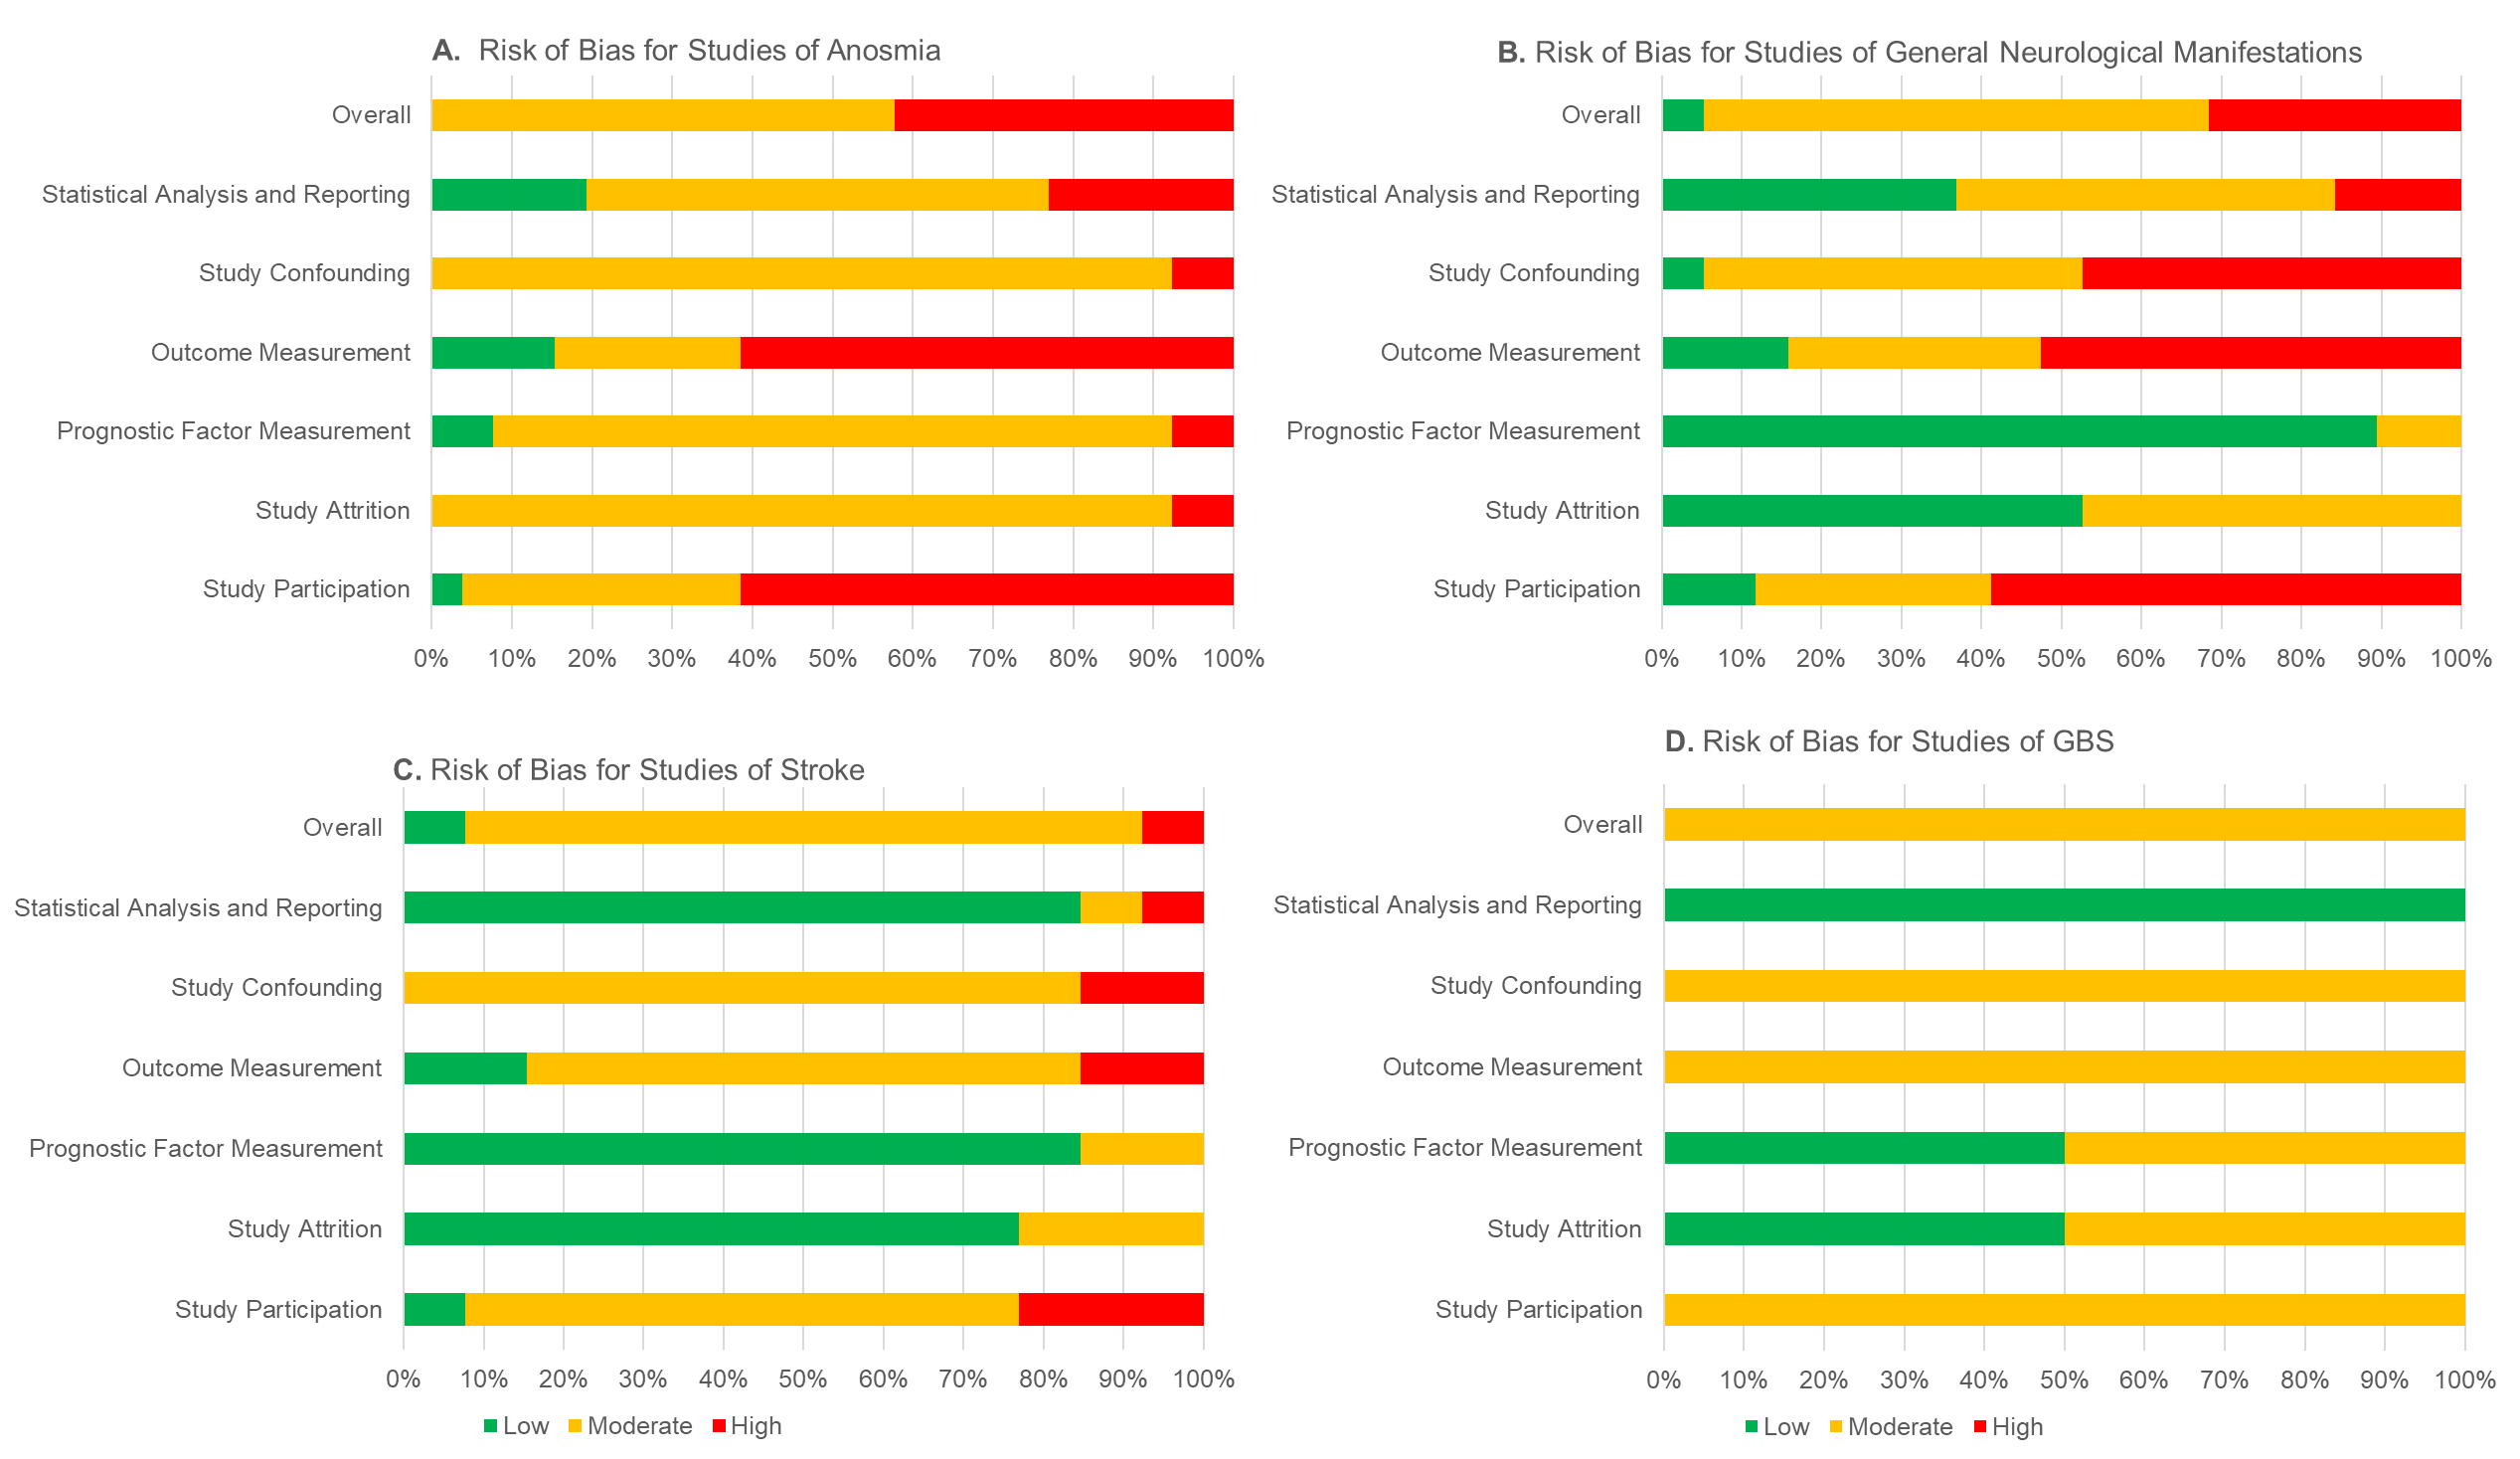 A. Risk of Bias for Studies of Anosmia
Overall
Statistical Analysis and Reporting
Study Confounding
Outcome Measurement
Prognostic Factor Measurement
Study Attrition
Study Participation
0% 10% 20% 30% 40% 50% 60% 70% 80% 90% 100%
B. Risk of Bias for Studies of General Neurological Manifestations
Overall
Statistical Analysis and Reporting
Study Confounding
Outcome Measurement
Prognostic Factor Measurement
Study Attrition
Study Participation
0% 10% 20% 30% 40% 50% 60% 70% 80% 90% 100%
C. Risk of Bias for Studies of Stroke
Overall
Statistical Analysis and Reporting
Study Confounding
Outcome Measurement
Prognostic Factor Measurement
Study Attrition
Study Participation
0% 10% 20% 30% 40% 50% 60% 70% 80% 90% 100%
Low Moderate High
D. Risk of Bias for Studies of GBS
Overall
Statistical Analysis and Reporting
Study Confounding
Outcome Measurement
Prognostic Factor Measurement
Study Attrition
Study Participation
0% 10% 20% 30% 40% 50% 60% 70% 80% 90% 100%
Low Moderate High